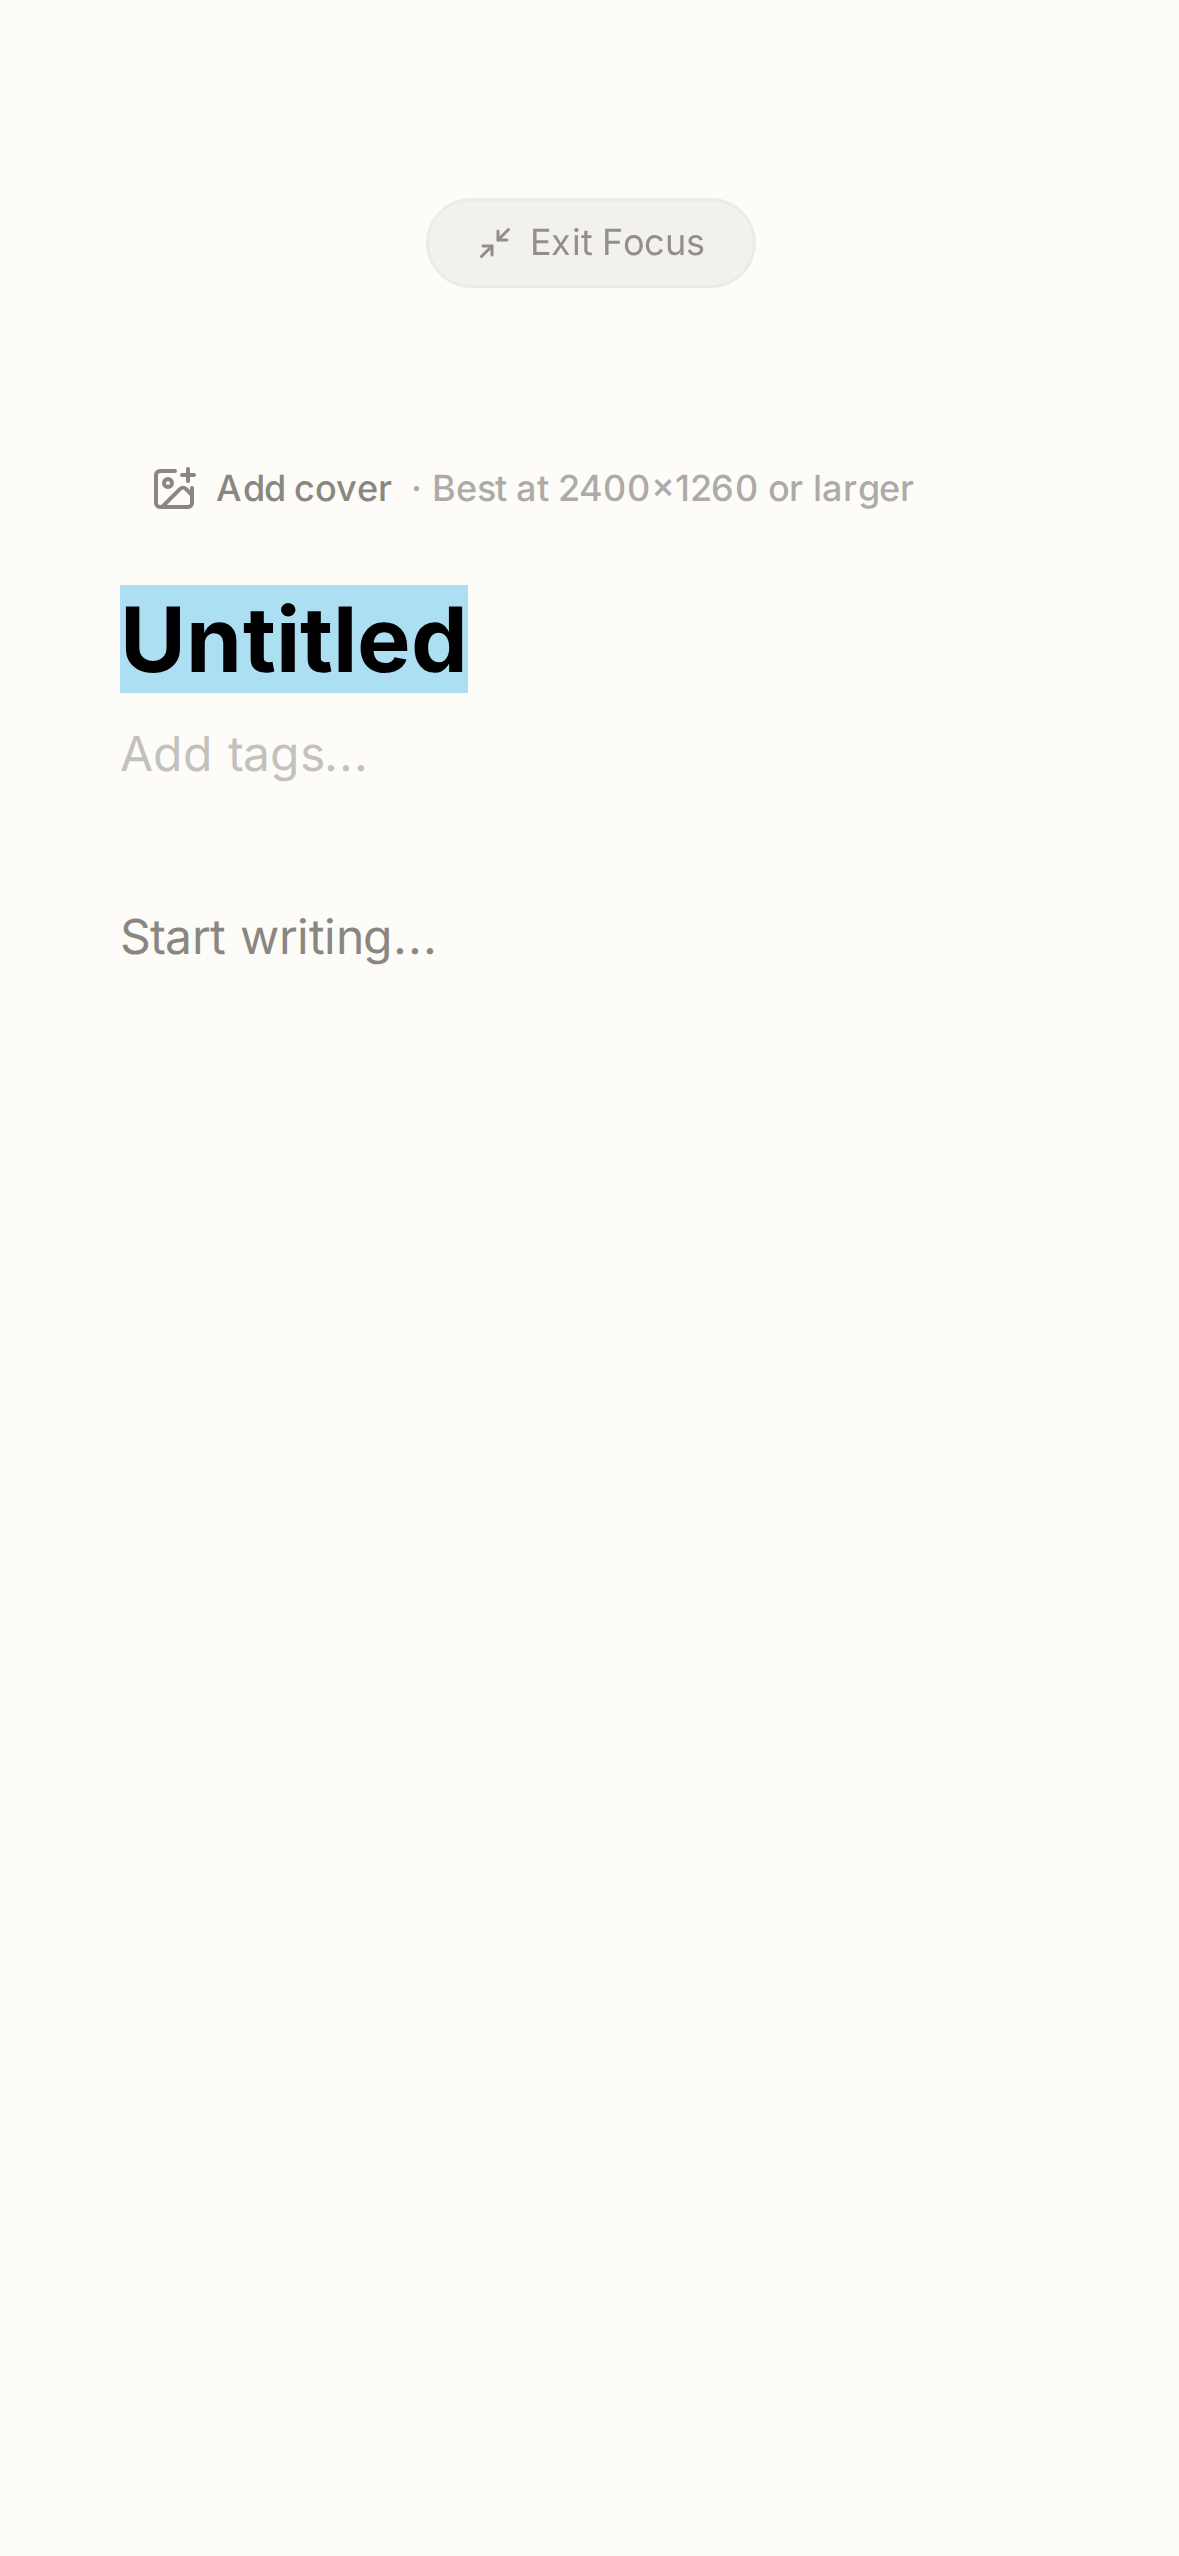 Exit Focus
Add cover · Best at 2400×1260 or larger
Untitled
Add tags...
Start writing...